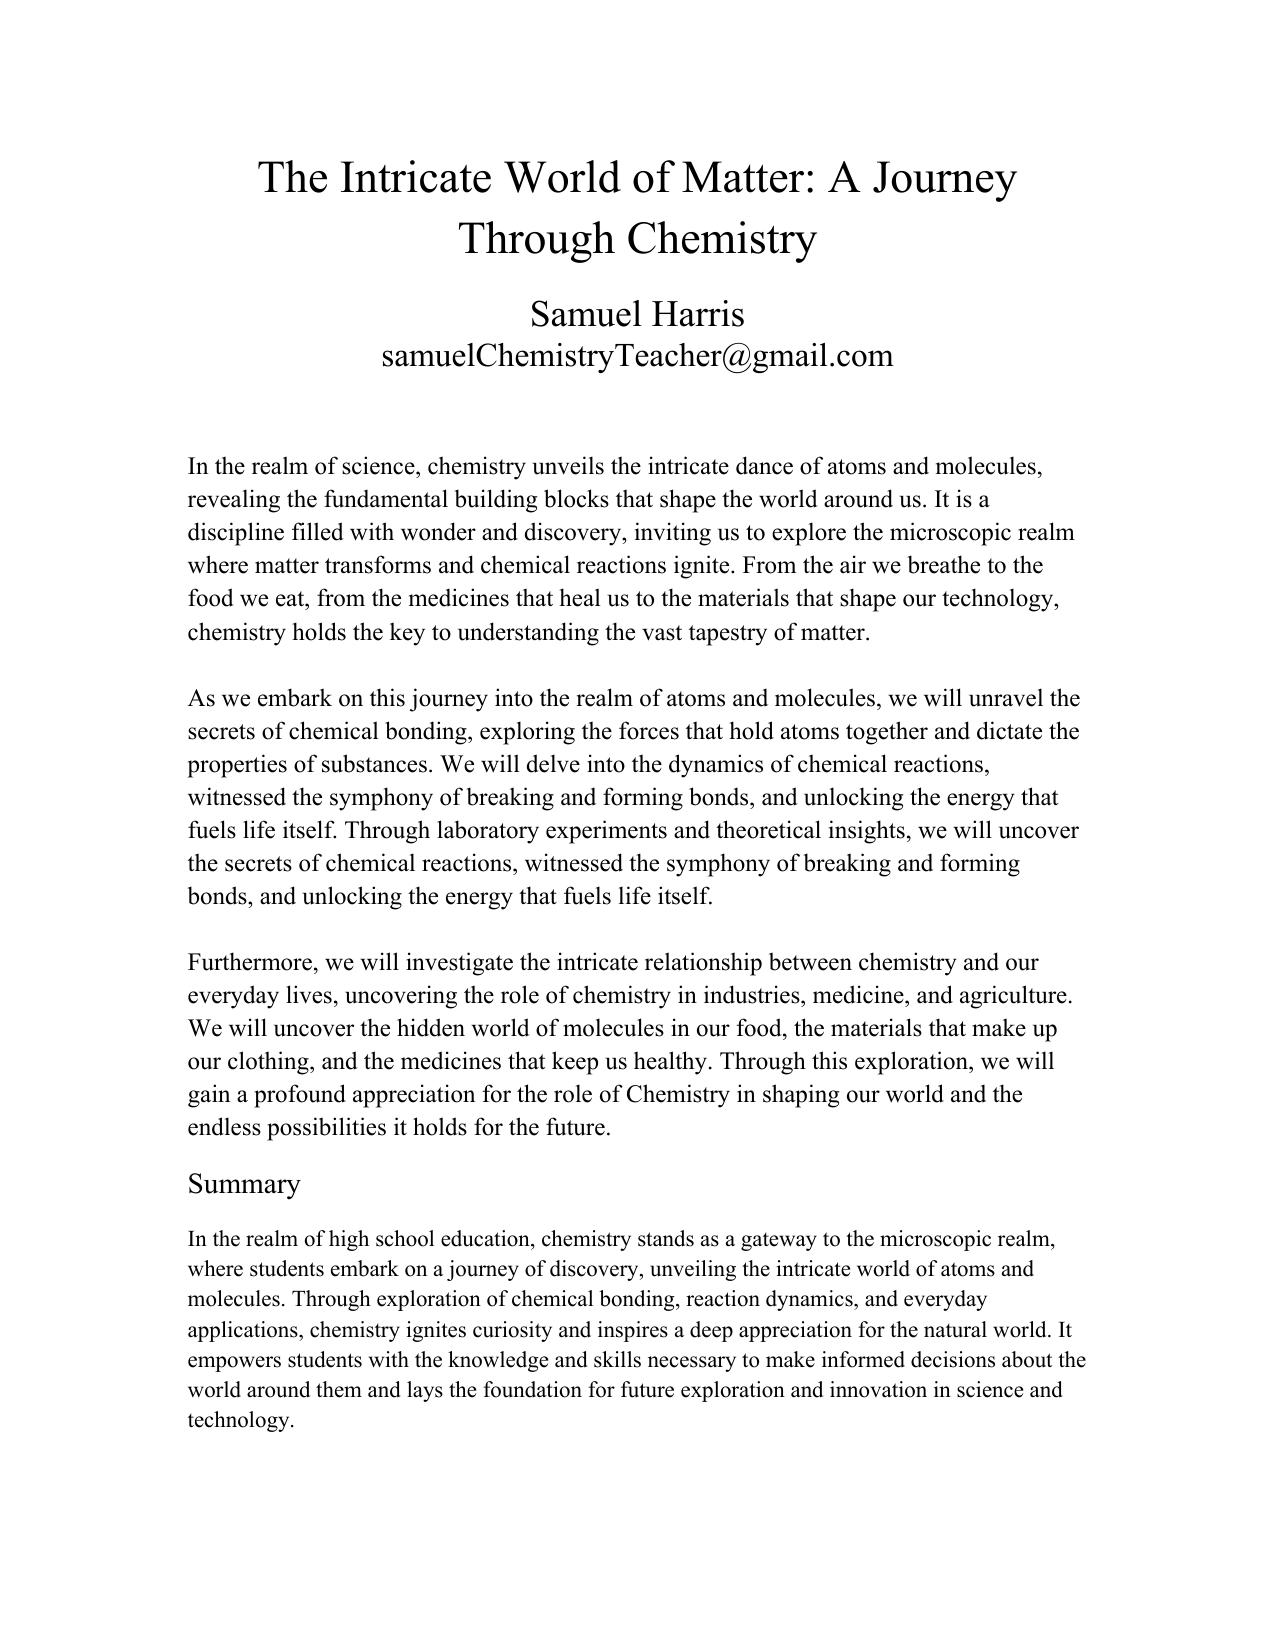 The Intricate World of Matter: A Journey
Through Chemistry
Samuel Harris
samuelChemistryTeacher@gmail.com
In the realm of science, chemistry unveils the intricate dance of atoms and molecules,
revealing the fundamental building blocks that shape the world around us. It is a
discipline filled with wonder and discovery, inviting us to explore the microscopic realm
where matter transforms and chemical reactions ignite. From the air we breathe to the
food we eat, from the medicines that heal us to the materials that shape our technology,
chemistry holds the key to understanding the vast tapestry of matter.
As we embark on this journey into the realm of atoms and molecules, we will unravel the
secrets of chemical bonding, exploring the forces that hold atoms together and dictate the
properties of substances. We will delve into the dynamics of chemical reactions,
witnessed the symphony of breaking and forming bonds, and unlocking the energy that
fuels life itself. Through laboratory experiments and theoretical insights, we will uncover
the secrets of chemical reactions, witnessed the symphony of breaking and forming
bonds, and unlocking the energy that fuels life itself.
Furthermore, we will investigate the intricate relationship between chemistry and our
everyday lives, uncovering the role of chemistry in industries, medicine, and agriculture.
We will uncover the hidden world of molecules in our food, the materials that make up
our clothing, and the medicines that keep us healthy. Through this exploration, we will
gain a profound appreciation for the role of Chemistry in shaping our world and the
endless possibilities it holds for the future.
Summary
In the realm of high school education, chemistry stands as a gateway to the microscopic realm,
where students embark on a journey of discovery, unveiling the intricate world of atoms and
molecules. Through exploration of chemical bonding, reaction dynamics, and everyday
applications, chemistry ignites curiosity and inspires a deep appreciation for the natural world. It
empowers students with the knowledge and skills necessary to make informed decisions about the
world around them and lays the foundation for future exploration and innovation in science and
technology.